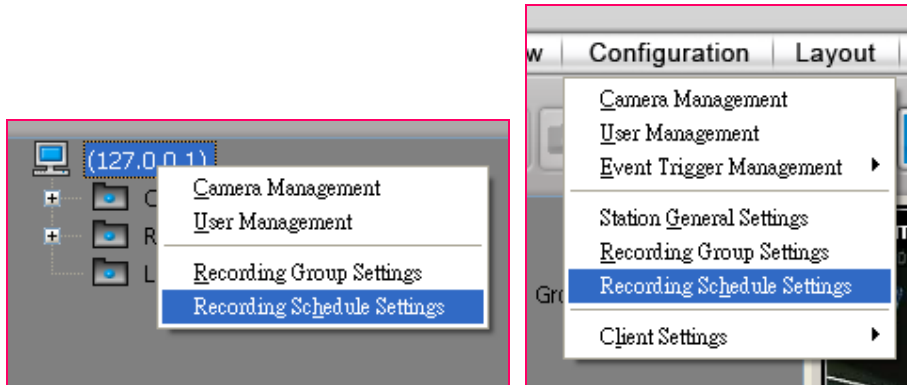 (127.0.0.1)
C
R
L
Camera Management
User Management
Recording Group Settings
Recording Schedule Settings
w Configuration Layout
Camera Management
User Management
Event Trigger Management
Station General Settings
Recording Group Settings
Recording Schedule Settings
Client Settings
Gro